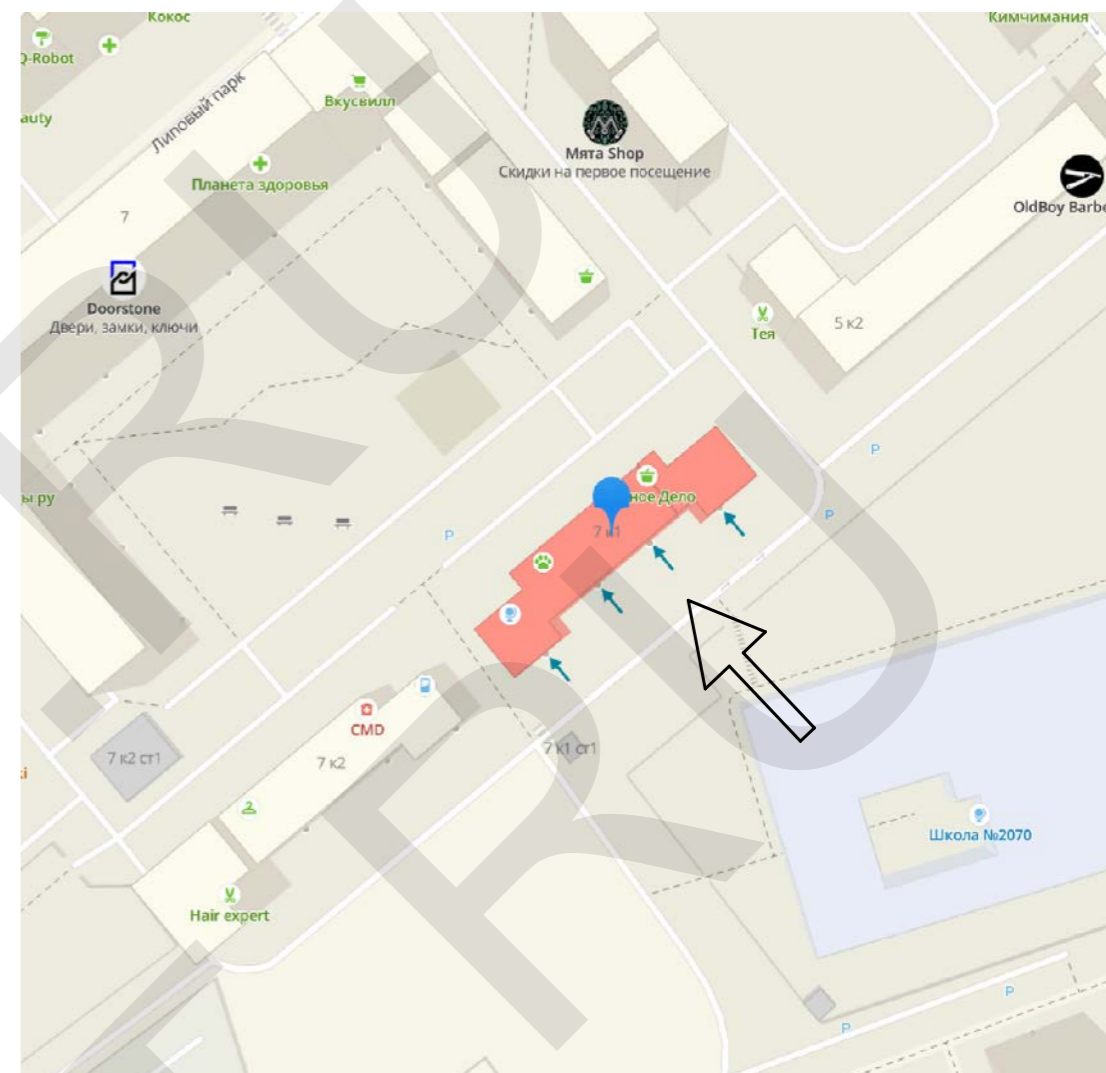 Кокос
Кимчимания
Q-Robot
Вкусвилл
auty
Липовый парк
Мята Shop
Скидки на первое посещение
Планета здоровья
OldBoy Barbe
7
Doorstone
Двери, замки, ключи
5 к2
Тея
P
ы ру
ное Дело
P
P
7 к1
CMD
7 к2 ст1
7 к2
7 к1 ст1
ki
Школа №2070
Hair expert
P
P